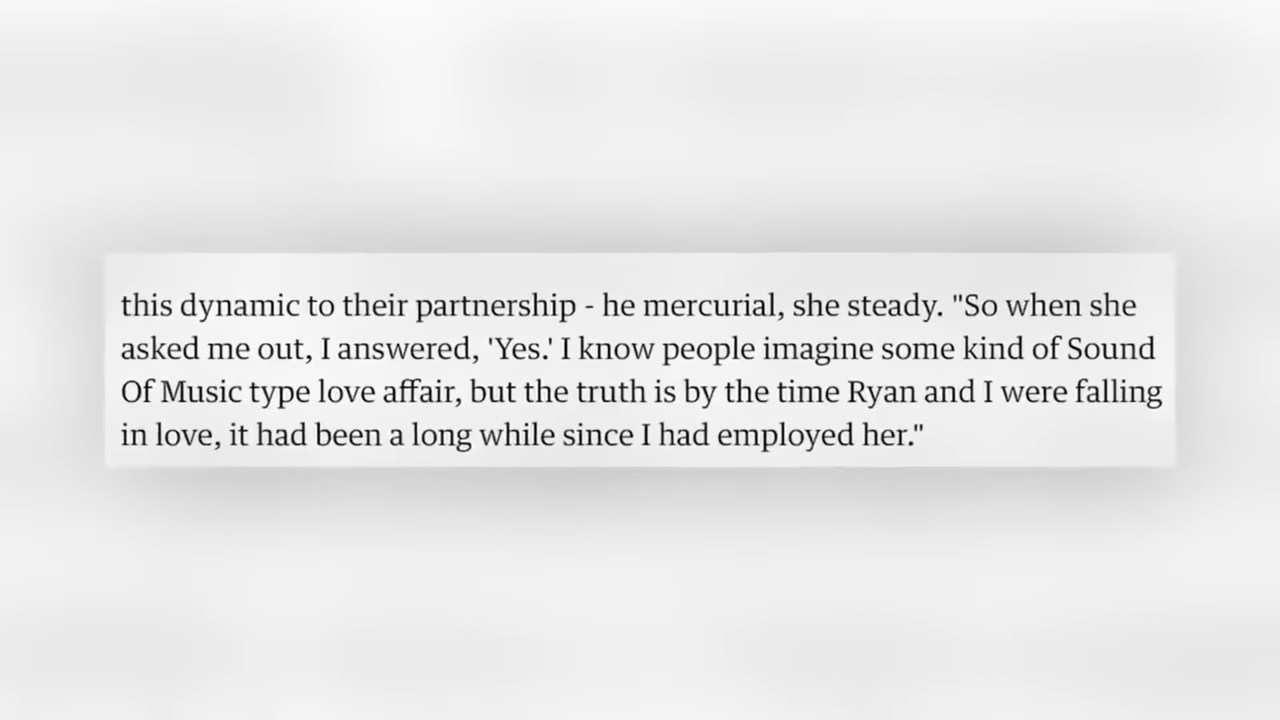 this dynamic to their partnership - he mercurial, she steady. "So when she
asked me out, I answered, 'Yes.' I know people imagine some kind of Sound
Of Music type love affair, but the truth is by the time Ryan and I were falling
in love, it had been a long while since I had employed her."